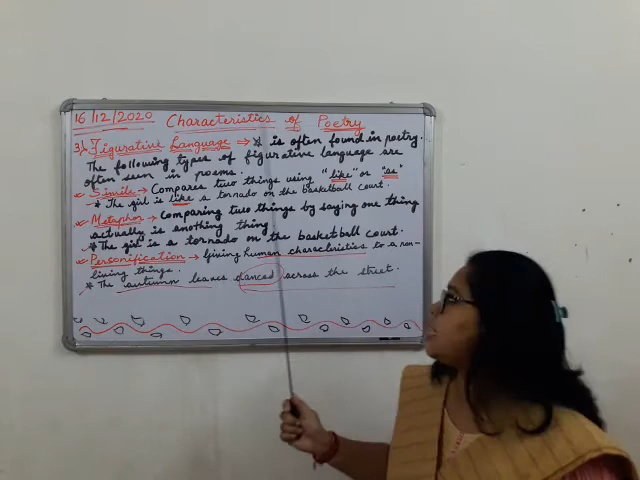 16/12/2020 Characteristics of Poetry
3). Figurative Language → * is often found in poetry.
The following types of figurative language are
often seen in poems.
* Simile → Compares two things using "like" or "as"
* The girl is like a tornado on the basketball court.
* Metaphor → Comparing two things by saying one thing
actually is anothing thing
* The girl is a tornado on the basketball court.
* Personification → Giving human characteristics to a non-
living things.
* The autumn leaves danced across the street.